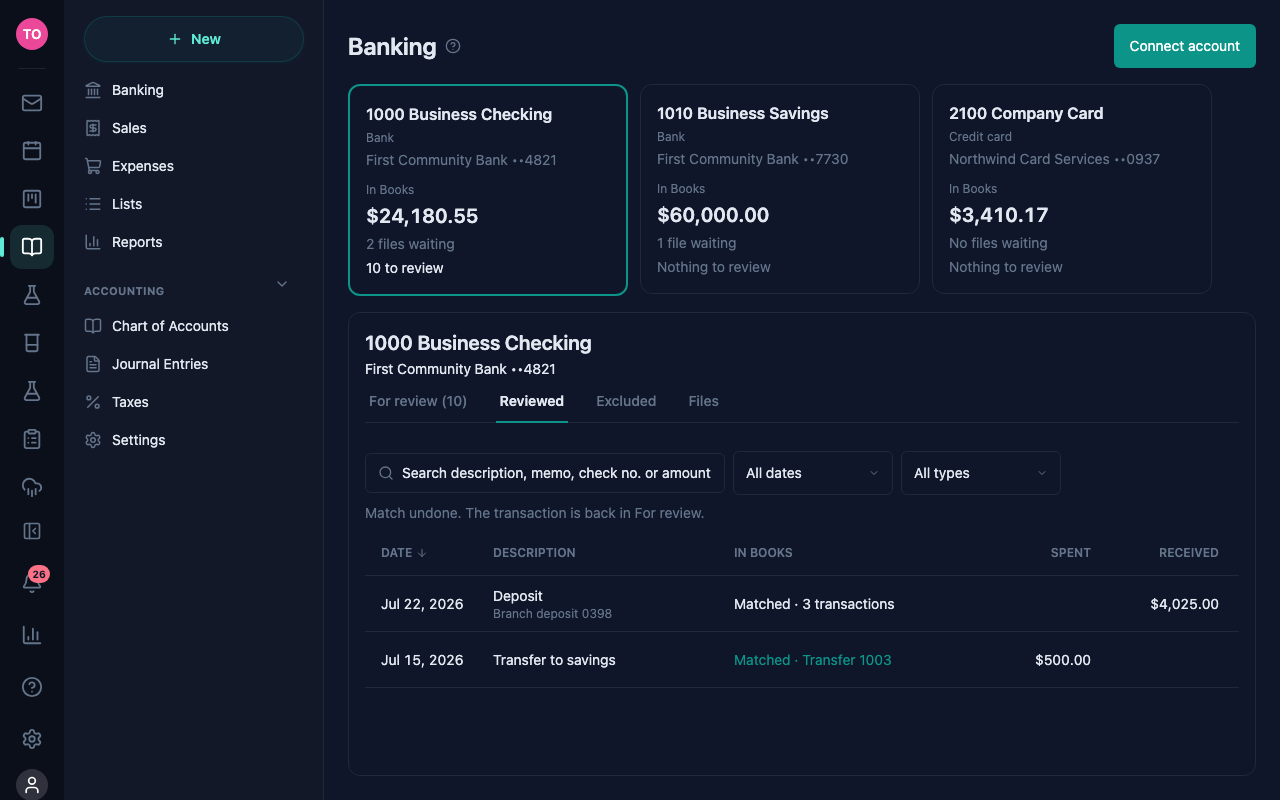 TO
New
Banking
Sales
Expenses
Lists
Reports
ACCOUNTING
Chart of Accounts
Journal Entries
Taxes
Settings
26
Banking
Connect account
1000 Business Checking
Bank
First Community Bank ••4821
In Books
$24,180.55
2 files waiting
10 to review
1010 Business Savings
Bank
First Community Bank ••7730
In Books
$60,000.00
1 file waiting
Nothing to review
2100 Company Card
Credit card
Northwind Card Services ••0937
In Books
$3,410.17
No files waiting
Nothing to review
1000 Business Checking
First Community Bank ••4821
For review (10) Reviewed Excluded Files
Search description, memo, check no. or amount All dates All types
Match undone. The transaction is back in For review.
DATE ↓ DESCRIPTION IN BOOKS SPENT RECEIVED
Jul 22, 2026 Deposit Matched · 3 transactions $4,025.00
Branch deposit 0398
Jul 15, 2026 Transfer to savings Matched · Transfer 1003 $500.00